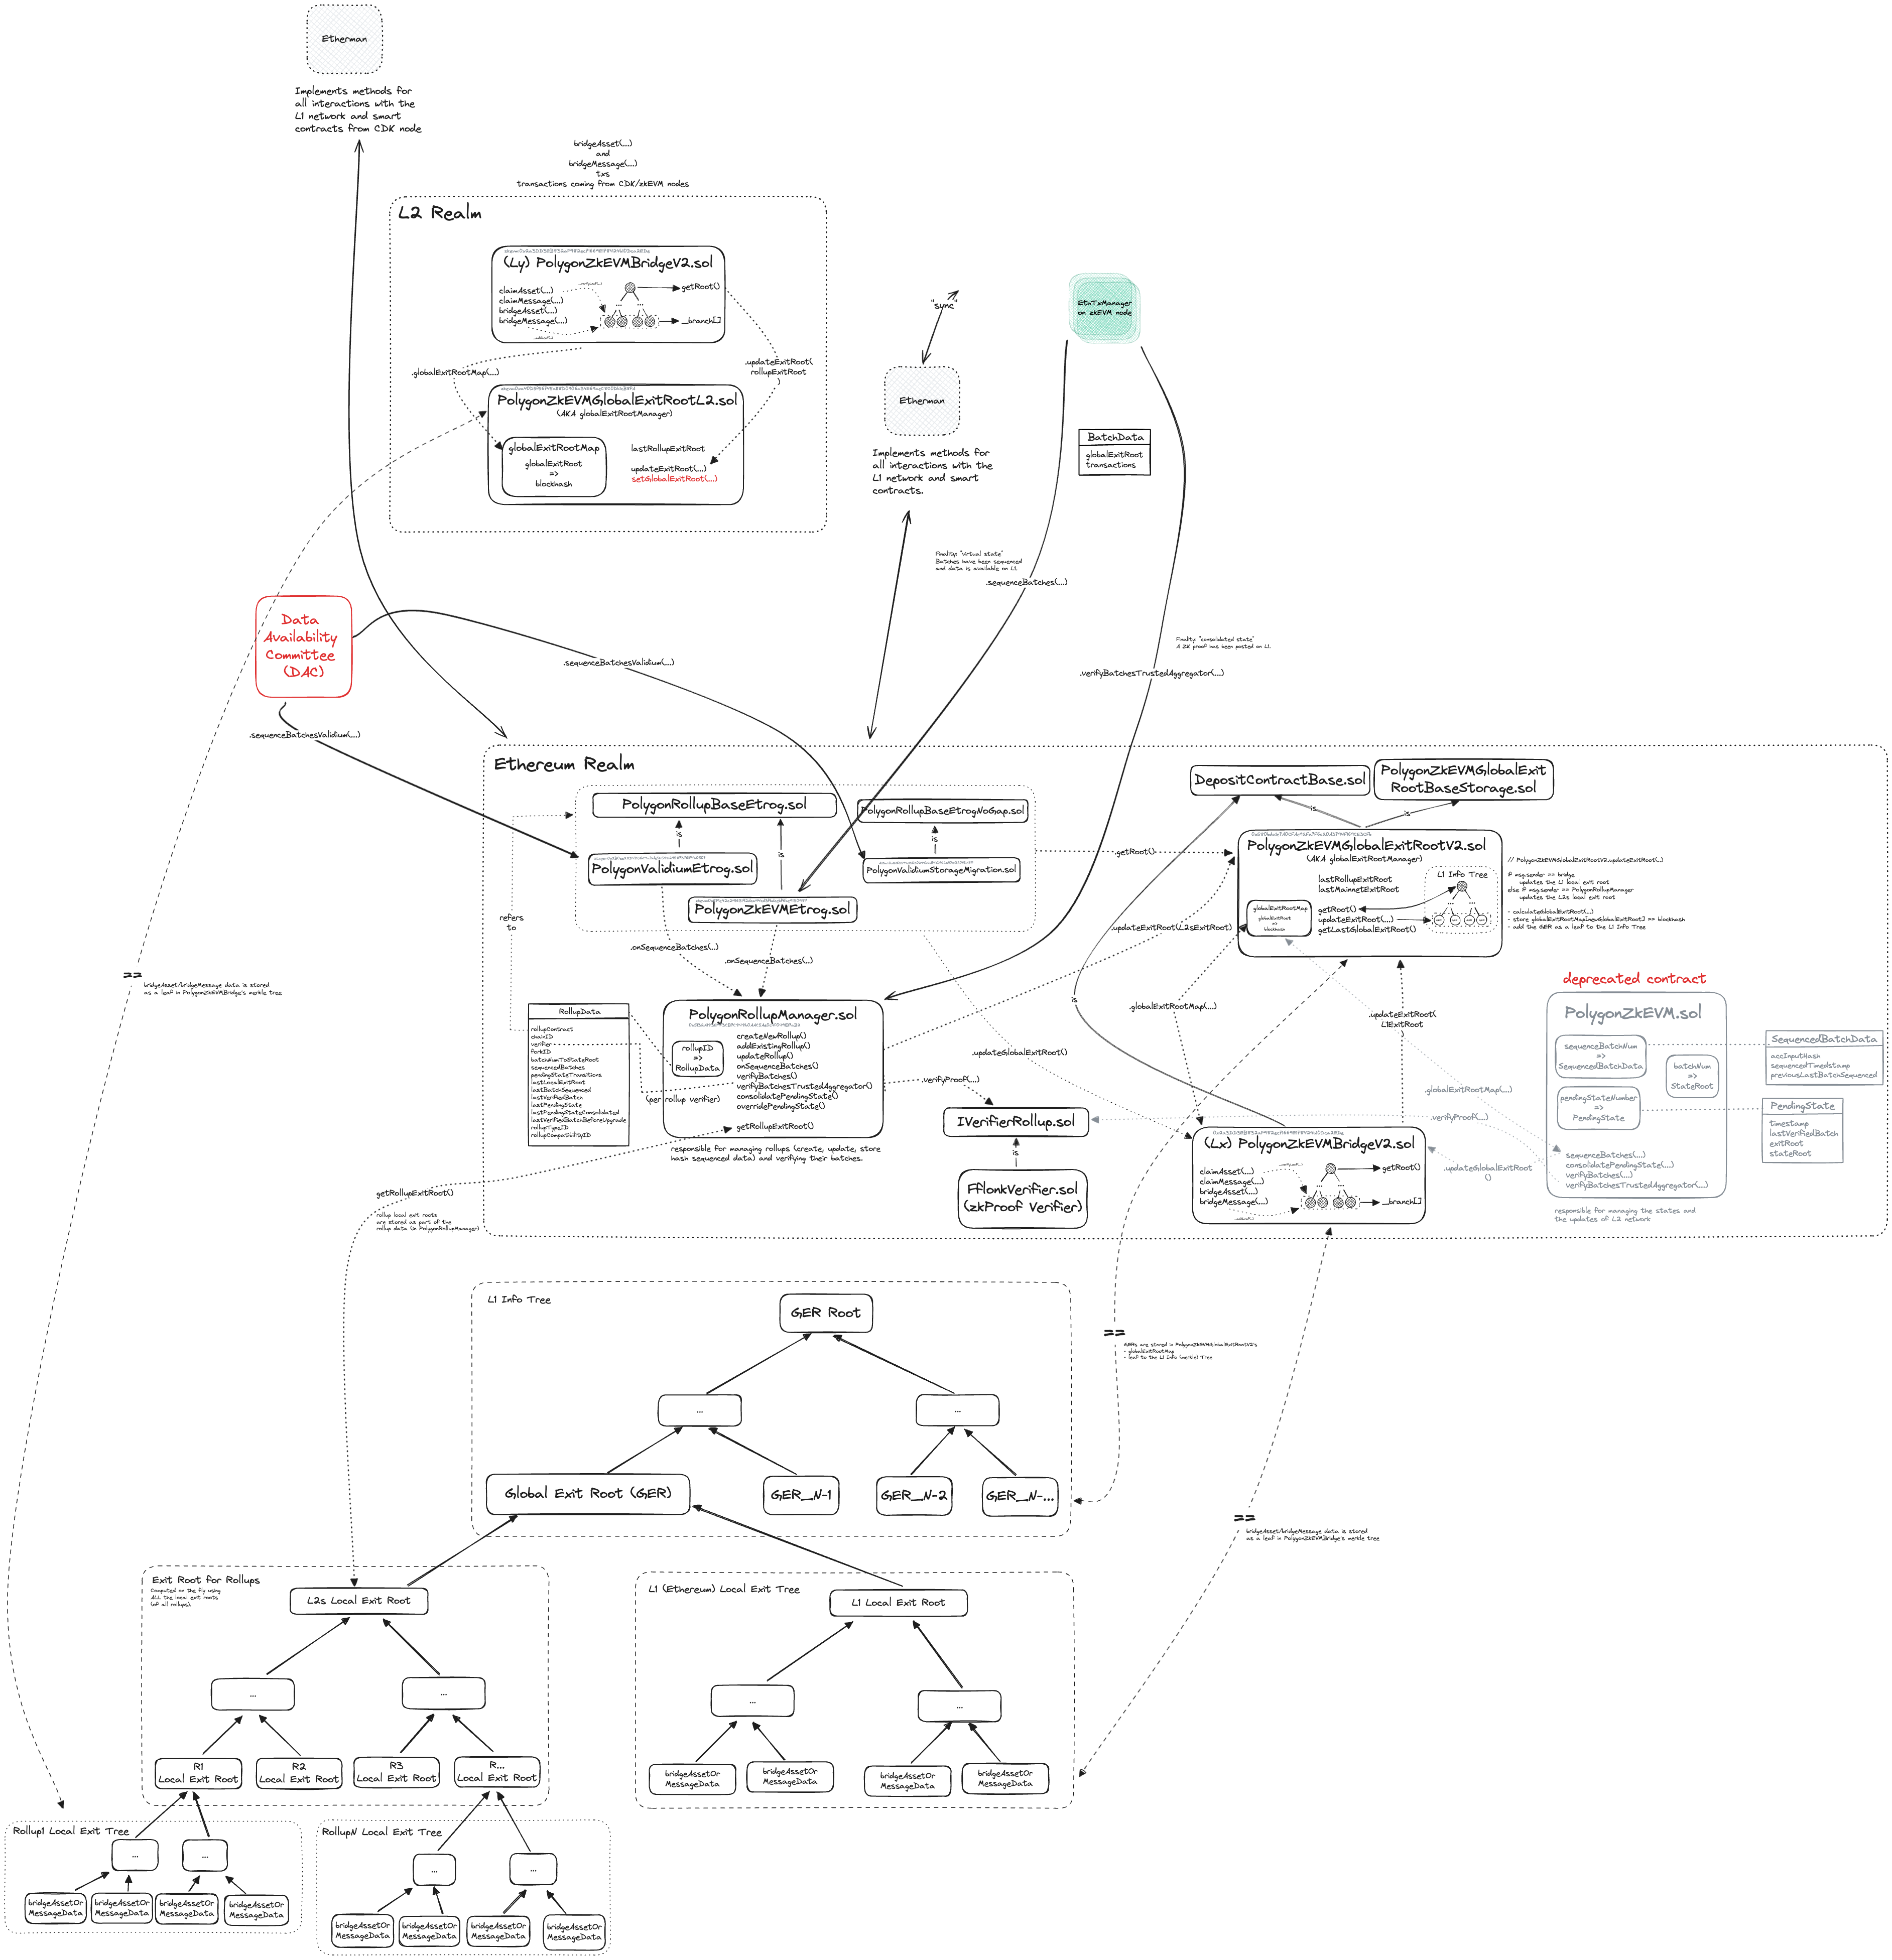 Etherman
Implements methods for
all interactions with the
L1 network and smart
contracts from CDK node
bridgeAsset(...)
and
bridgeMessage(...)
txs
transactions coming from CDK/zkEVM nodes
L2 Realm
(Ly) PolygonZkEVMBridgeV2.sol
claimAsset(...)
claimMessage(...)
bridgeAsset(...)
bridgeMessage(...)
getRoot()
...
...
_branch[]
.globalExitRootMap(...)
.updateExitRoot(
rollupExitRoot
)
PolygonZkEVMGlobalExitRootL2.sol
(AKA globalExitRootManager)
globalExitRootMap
globalExitRoot
=>
blockhash
lastRollupExitRoot
updateExitRoot(...)
setGlobalExitRoot(...)
"sync"
Etherman
Implements methods for
all interactions with the
L1 network and smart
contracts.
EthTxManager
on zkEVM node
BatchData
globalExitRoot
transactions
Finality: "virtual state"
Batches have been sequenced
and data is available on L1.
.sequenceBatches(...)
Finality: "consolidated state"
A ZK proof has been posted on L1.
.verifyBatchesTrustedAggregator(...)
Data
Availability
Committee
(DAC)
.sequenceBatchesValidium(...)
.sequenceBatchesValidium(...)
==
bridgeAsset/bridgeMessage data is stored
as a leaf in PolygonZkEVMBridge's merkle tree
Ethereum Realm
PolygonRollupBaseEtrog.sol
is
is
PolygonValidiumEtrog.sol
PolygonZkEVMEtrog.sol
PolygonRollupBaseEtrogNoGap.sol
is
PolygonValidiumStorageMigration.sol
refers
to
.onSequenceBatches(...)
.onSequenceBatches(...)
.getRoot()
DepositContractBase.sol
PolygonZkEVMGlobalExit
RootBaseStorage.sol
is
is
PolygonZkEVMGlobalExitRootV2.sol
(AKA globalExitRootManager)
lastRollupExitRoot
lastMainnetExitRoot
globalExitRootMap
globalExitRoot
=>
blockhash
getRoot()
updateExitRoot(...)
getLastGlobalExitRoot()
L1 Info Tree
...
...
// PolygonZkEVMGlobalExitRootV2.updateExitRoot(...)
if msg.sender == bridge
updates the L1 local exit root
else if msg.sender == PolygonRollupManager
updates the L2s local exit root
- calculateGlobalExitRoot(...)
- store globalExitRootMap[newGlobalExitRoot] => blockhash
- add the GER as a leaf to the L1 Info Tree
.updateExitRoot(L2sExitRoot)
.globalExitRootMap(...)
is
.updateGlobalExitRoot()
.updateExitRoot(
L1ExitRoot
)
RollupData
rollupContract
chainID
verifier
forkID
batchNumToStateRoot
sequencedBatches
pendingStateTransitions
lastLocalExitRoot
lastBatchSequenced
lastVerifiedBatch
lastPendingState
lastPendingStateConsolidated
lastVerifiedBatchBeforeUpgrade
rollupTypeID
rollupCompatibilityID
(per rollup verifier)
PolygonRollupManager.sol
rollupID
=>
RollupData
createNewRollup()
addExistingRollup()
updateRollup()
onSequenceBatches()
verifyBatches()
verifyBatchesTrustedAggregator()
consolidatePendingState()
overridePendingState()
getRollupExitRoot()
responsible for managing rollups (create, update, store
hash sequenced data) and verifying their batches.
.verifyProof(...)
IVerifierRollup.sol
is
FflonkVerifier.sol
(zkProof Verifier)
(Lx) PolygonZkEVMBridgeV2.sol
claimAsset(...)
claimMessage(...)
bridgeAsset(...)
bridgeMessage(...)
getRoot()
...
...
_branch[]
deprecated contract
PolygonZkEVM.sol
sequenceBatchNum
=>
SequencedBatchData
batchNum
=>
StateRoot
pendingStateNumber
=>
PendingState
sequenceBatches(...)
consolidatePendingState(...)
verifyBatches(...)
verifyBatchesTrustedAggregator(...)
responsible for managing the states and
the updates of L2 network
.globalExitRootMap(...)
.verifyProof(...)
.updateGlobalExitRoot
()
SequencedBatchData
accInputHash
sequencedTimestamp
previousLastBatchSequenced
PendingState
timestamp
lastVerifiedBatch
exitRoot
stateRoot
getRollupExitRoot()
rollup local exit roots
are stored as part of the
rollup data (in PolygonRollupManager)
L1 Info Tree
GER Root
...
...
Global Exit Root (GER)
GER_N-1
GER_N-2
GER_N-...
==
GERs are stored in PolygonZkEVMGlobalExitRootV2's
- globalExitRootMap
- leaf to the L1 Info (merkle) Tree
==
bridgeAsset/bridgeMessage data is stored
as a leaf in PolygonZkEVMBridge's merkle tree
Exit Root for Rollups
Computed on the fly using
ALL the local exit roots
(of all rollups).
L2s Local Exit Root
...
...
R1
Local Exit Root
R2
Local Exit Root
R3
Local Exit Root
R...
Local Exit Root
L1 (Ethereum) Local Exit Tree
L1 Local Exit Root
...
...
bridgeAssetOr
MessageData
bridgeAssetOr
MessageData
bridgeAssetOr
MessageData
bridgeAssetOr
MessageData
Rollup1 Local Exit Tree
...
...
bridgeAssetOr
MessageData
bridgeAssetOr
MessageData
bridgeAssetOr
MessageData
bridgeAssetOr
MessageData
RollupN Local Exit Tree
...
...
bridgeAssetOr
MessageData
bridgeAssetOr
MessageData
bridgeAssetOr
MessageData
bridgeAssetOr
MessageData